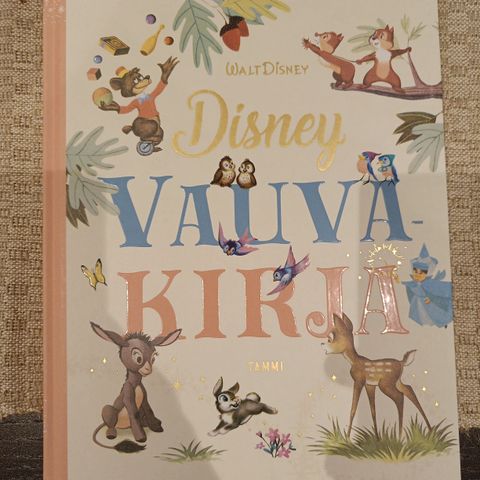 WALT DISNEY
Disney
VAUVA-
KIRJA
TAMMI